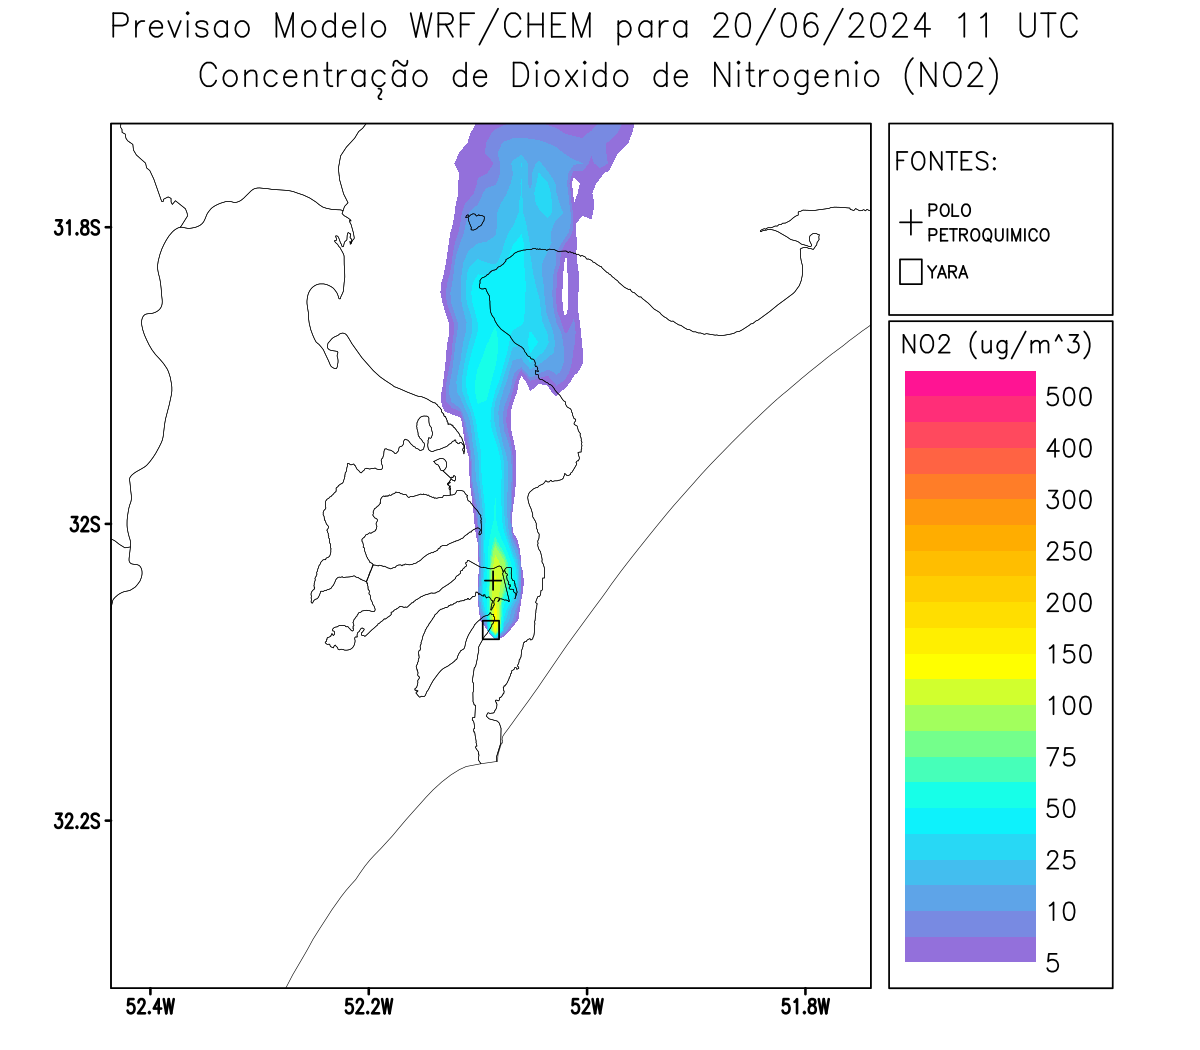 Previsao Modelo WRF/CHEM para 20/06/2024 11 UTC
Concentração de Dioxido de Nitrogenio (NO2)
FONTES:
POLO
PETROQUIMICO
YARA
NO2 (ug/m^3)
500
400
300
250
200
150
100
75
50
25
10
5
31.8S
32S
32.2S
52.4W
52.2W
52W
51.8W